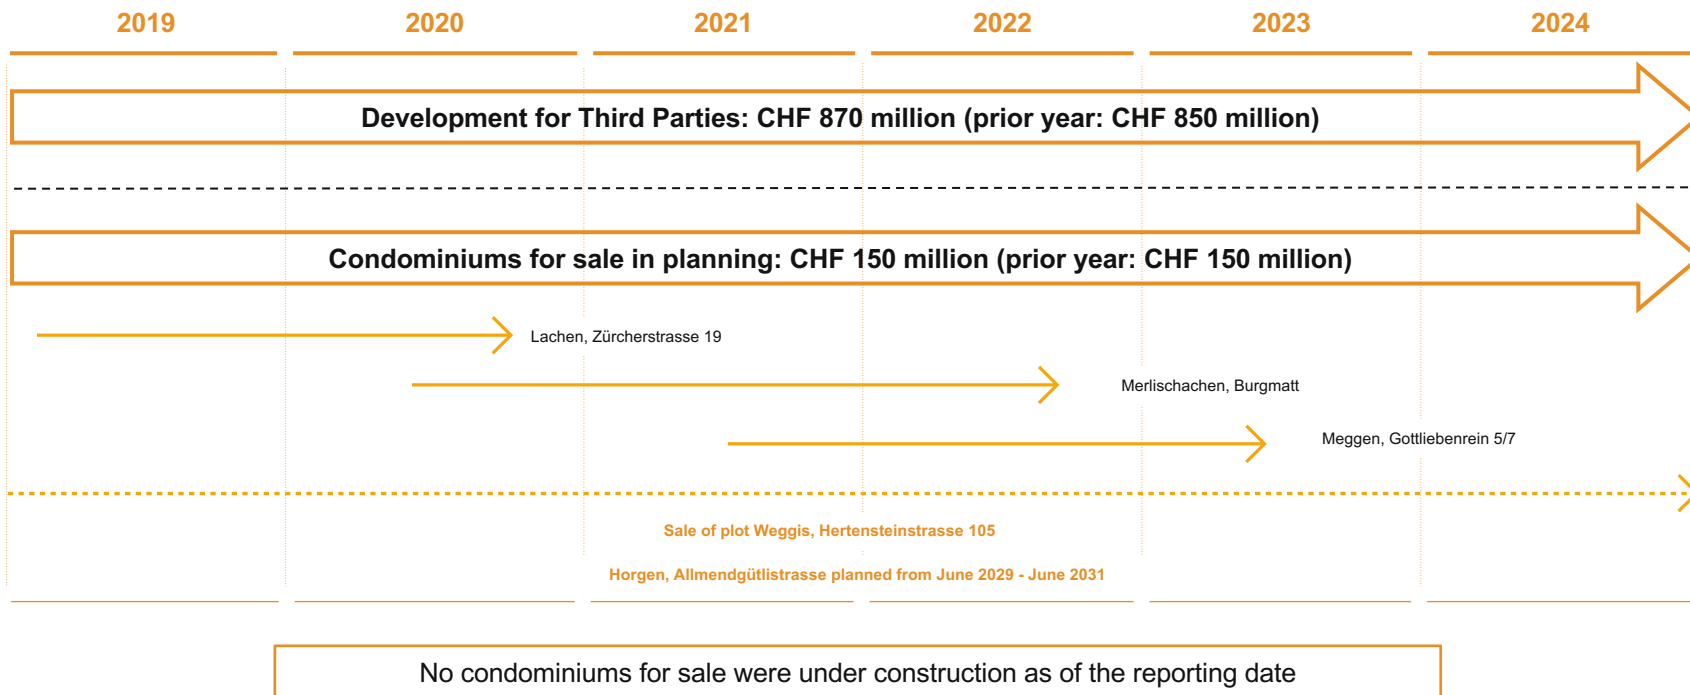 2019 2020 2021 2022 2023 2024
Development for Third Parties: CHF 870 million (prior year: CHF 850 million)
Condominiums for sale in planning: CHF 150 million (prior year: CHF 150 million)
Lachen, Zürcherstrasse 19
Merlischachen, Burgmatt
Meggen, Gottliebenrein 5/7
Sale of plot Weggis, Hertensteinstrasse 105
Horgen, Allmendgütlistrasse planned from June 2029 - June 2031
No condominiums for sale were under construction as of the reporting date